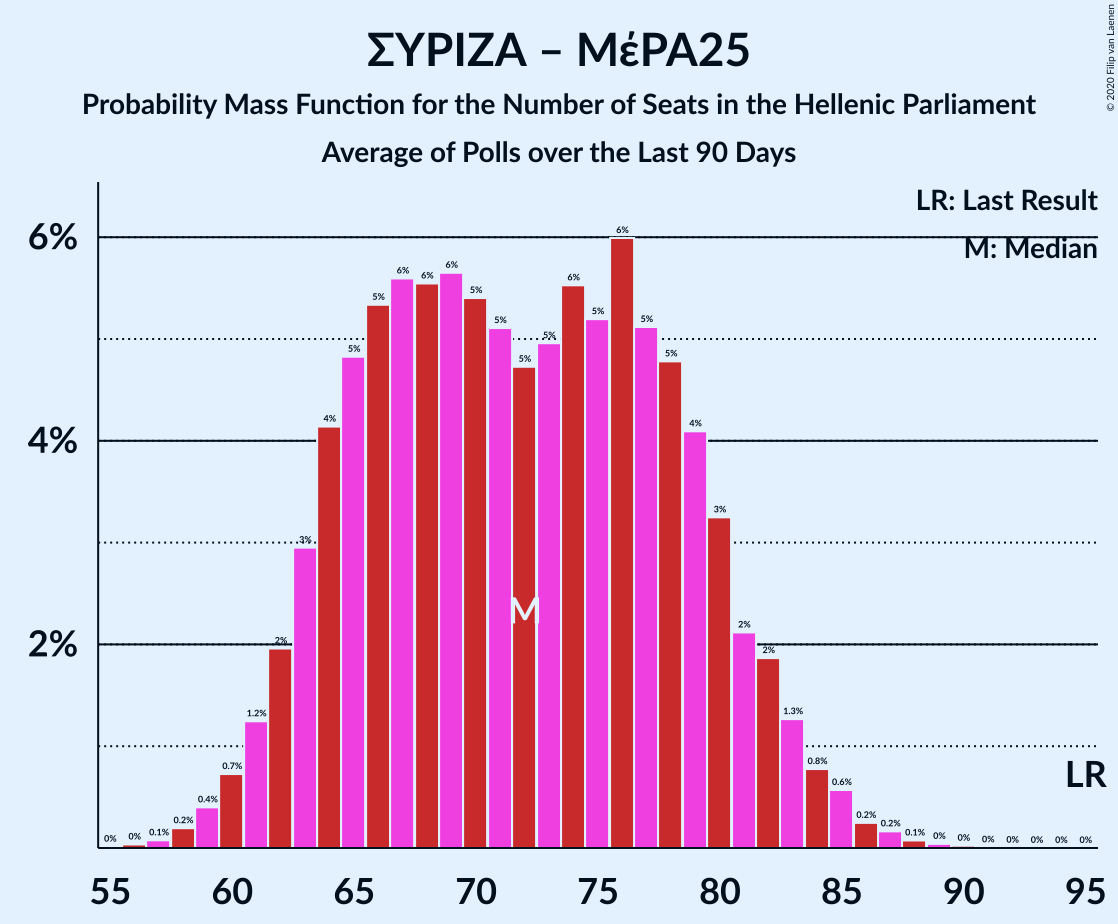 ΣΥΡΙΖΑ – ΜέΡΑ25
Probability Mass Function for the Number of Seats in the Hellenic Parliament
Average of Polls over the Last 90 Days
© 2020 Filip van Laenen
LR: Last Result
M: Median
6%
4%
2%
0% 0% 0.1% 0.2% 0.4% 0.7% 1.2% 2% 3% 4% 5% 5% 6% 6% 6% 5% 5% 5% 5% 6% 5% 6% 5% 5% 4% 3% 2% 2% 1.3% 0.8% 0.6% 0.2% 0.2% 0.1% 0% 0% 0% 0% 0% 0% 0%
M
LR
55 60 65 70 75 80 85 90 95